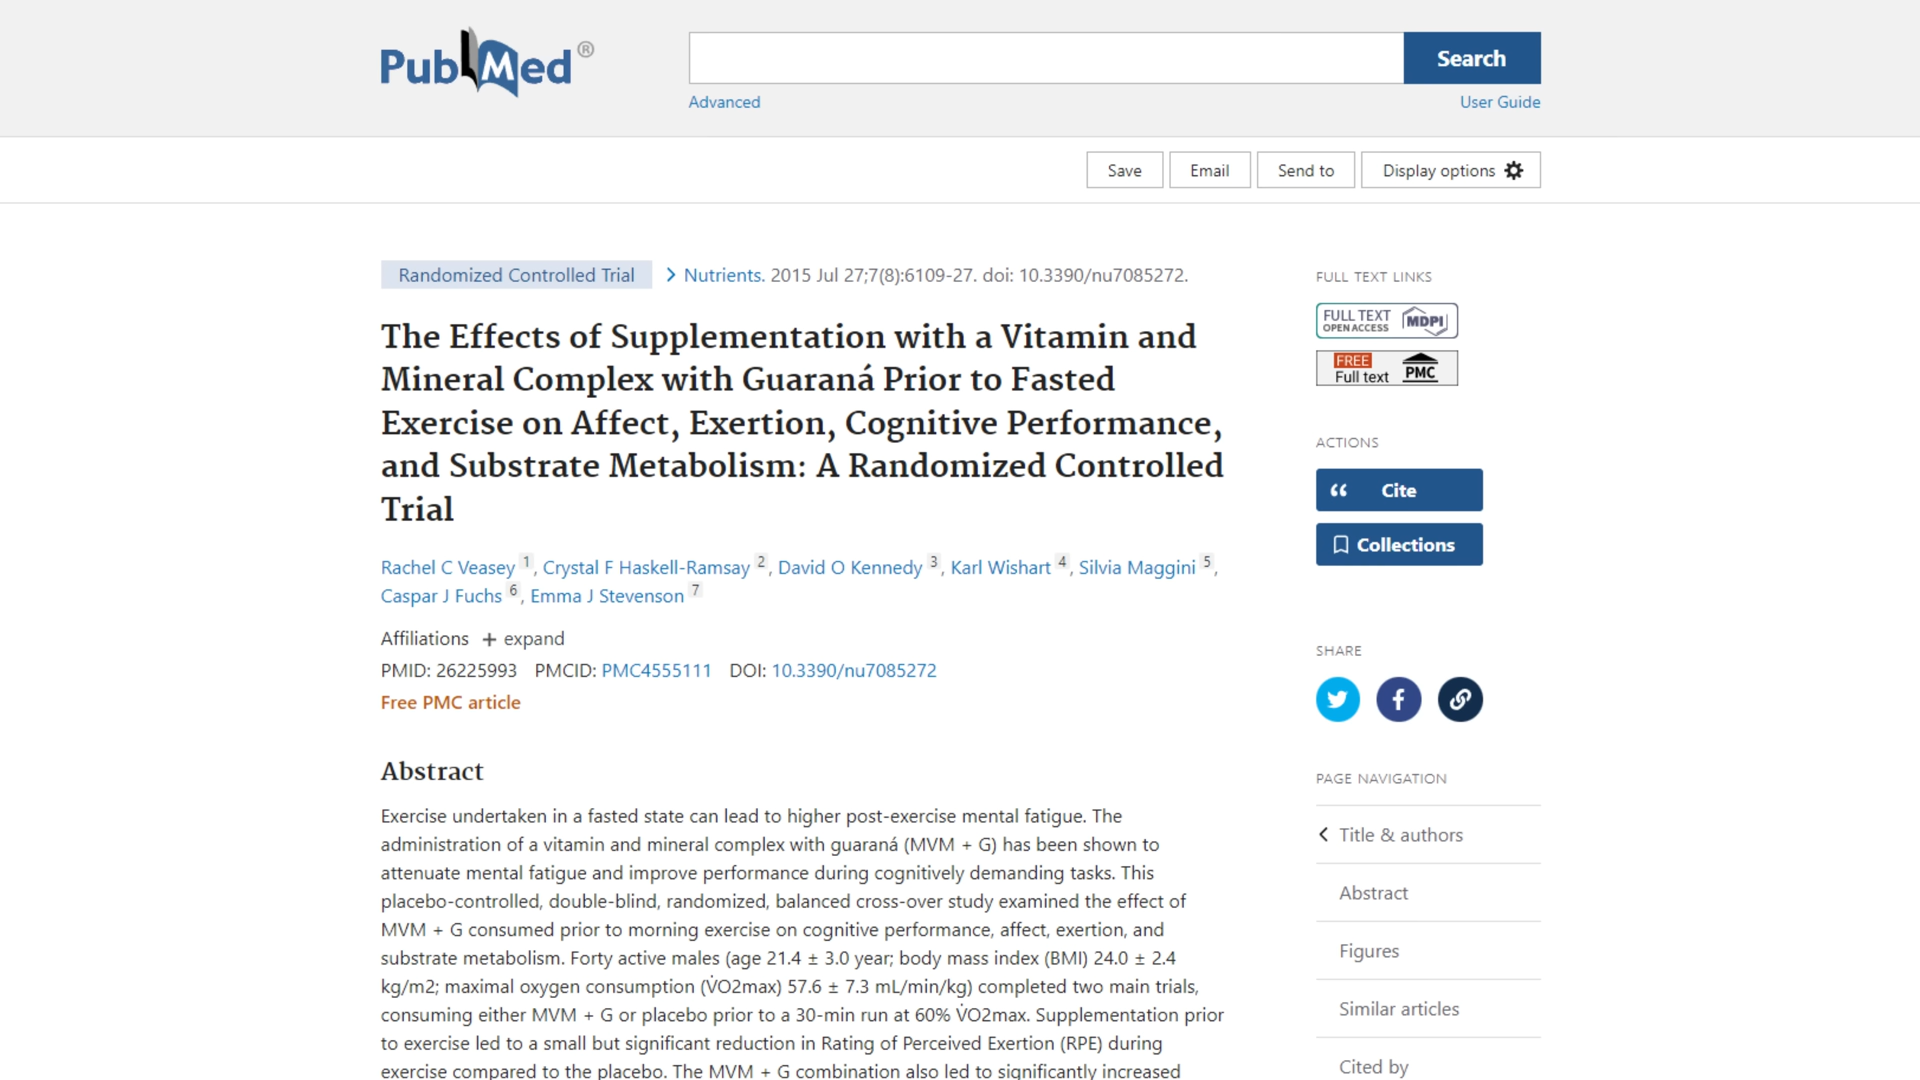 PubMed®
Search
Advanced
User Guide
Save
Email
Send to
Display options
Randomized Controlled Trial
Nutrients. 2015 Jul 27;7(8):6109-27. doi: 10.3390/nu7085272.
The Effects of Supplementation with a Vitamin and
Mineral Complex with Guaraná Prior to Fasted
Exercise on Affect, Exertion, Cognitive Performance,
and Substrate Metabolism: A Randomized Controlled
Trial
Rachel C Veasey 1, Crystal F Haskell-Ramsay 2, David O Kennedy 3, Karl Wishart 4, Silvia Maggini 5,
Caspar J Fuchs 6, Emma J Stevenson 7
Affiliations + expand
PMID: 26225993 PMCID: PMC4555111 DOI: 10.3390/nu7085272
Free PMC article
Abstract
Exercise undertaken in a fasted state can lead to higher post-exercise mental fatigue. The
administration of a vitamin and mineral complex with guaraná (MVM + G) has been shown to
attenuate mental fatigue and improve performance during cognitively demanding tasks. This
placebo-controlled, double-blind, randomized, balanced cross-over study examined the effect of
MVM + G consumed prior to morning exercise on cognitive performance, affect, exertion, and
substrate metabolism. Forty active males (age 21.4 ± 3.0 year; body mass index (BMI) 24.0 ± 2.4
kg/m2; maximal oxygen consumption (V̇O2max) 57.6 ± 7.3 mL/min/kg) completed two main trials,
consuming either MVM + G or placebo prior to a 30-min run at 60% V̇O2max. Supplementation prior
to exercise led to a small but significant reduction in Rating of Perceived Exertion (RPE) during
exercise compared to the placebo. The MVM + G combination also led to significantly increased
FULL TEXT LINKS
FULL TEXT
OPEN ACCESS
MDPI
FREE
Full text
PMC
ACTIONS
Cite
Collections
SHARE
PAGE NAVIGATION
Title & authors
Abstract
Figures
Similar articles
Cited by